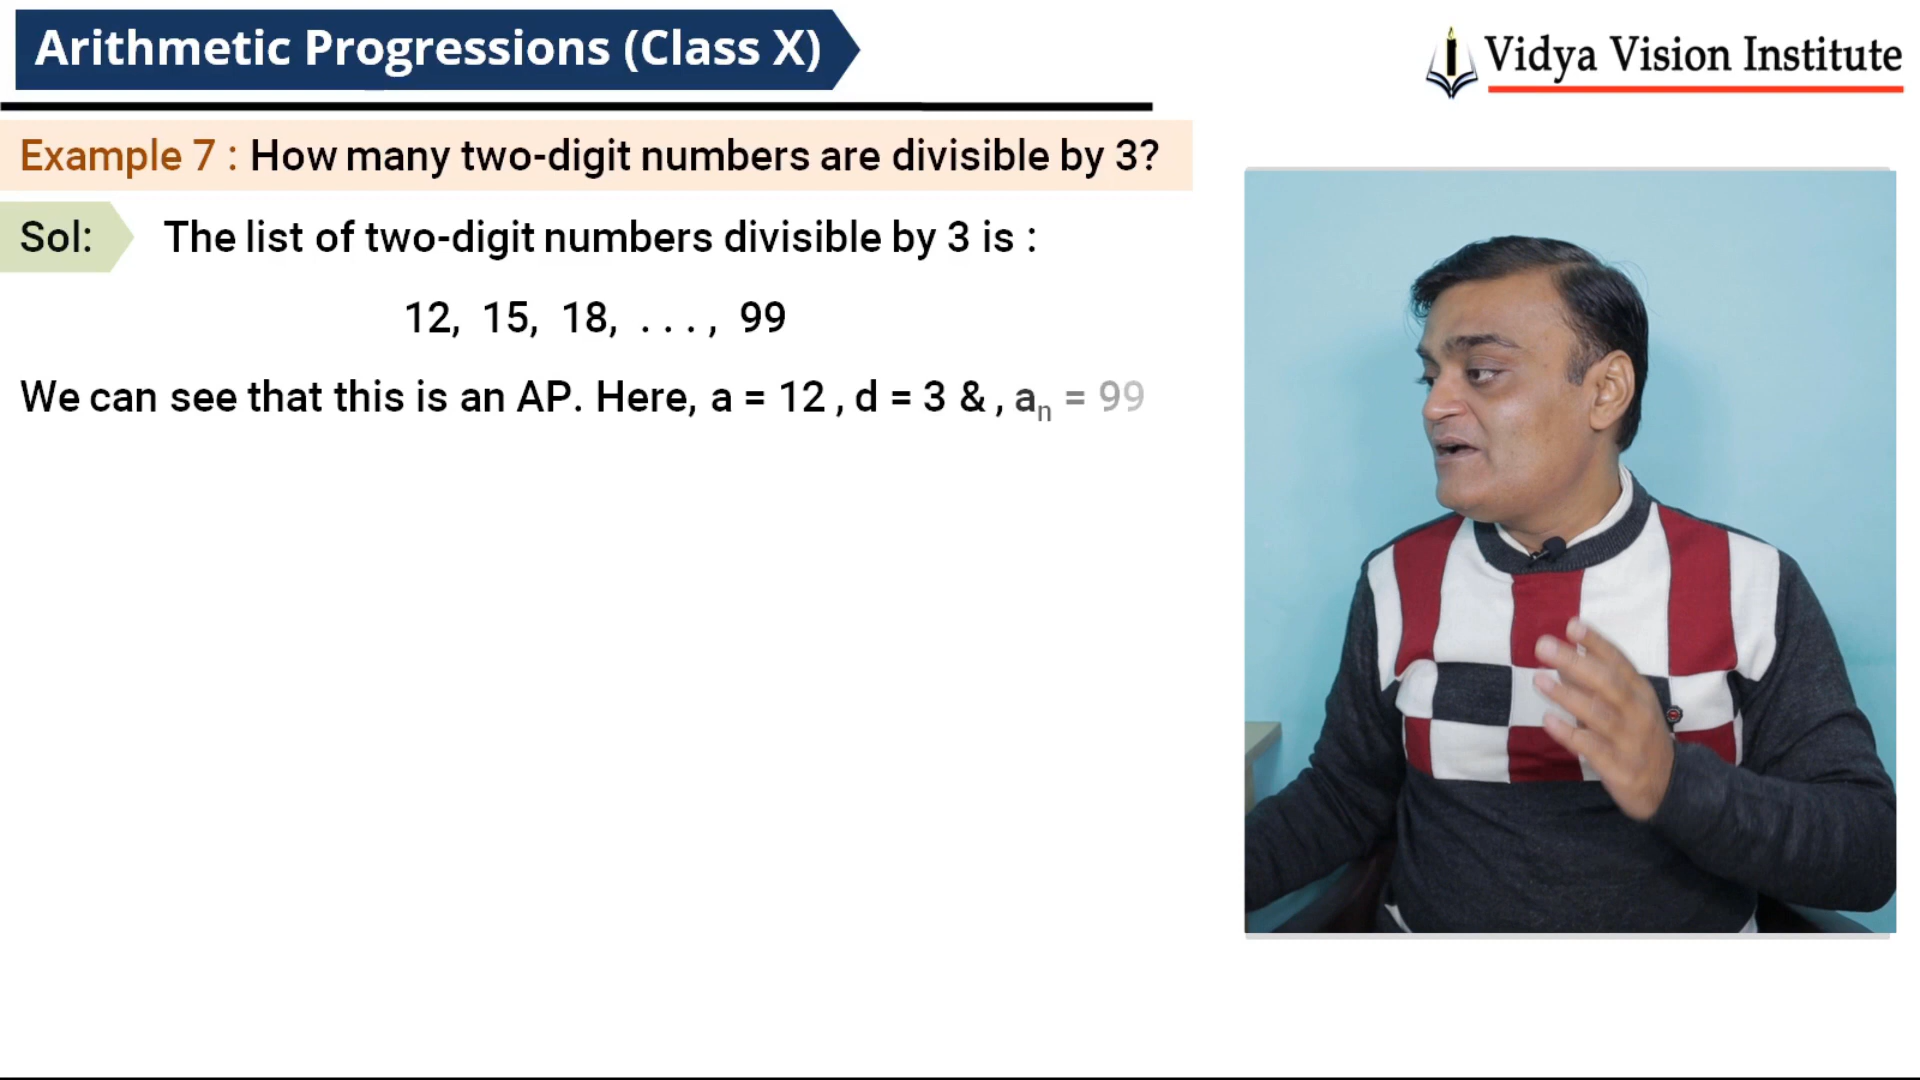 Arithmetic Progressions (Class X)
Vidya Vision Institute
Example 7 : How many two-digit numbers are divisible by 3?
Sol: The list of two-digit numbers divisible by 3 is :
12, 15, 18, . . . , 99
We can see that this is an AP. Here, a = 12 , d = 3 & , aₙ = 99